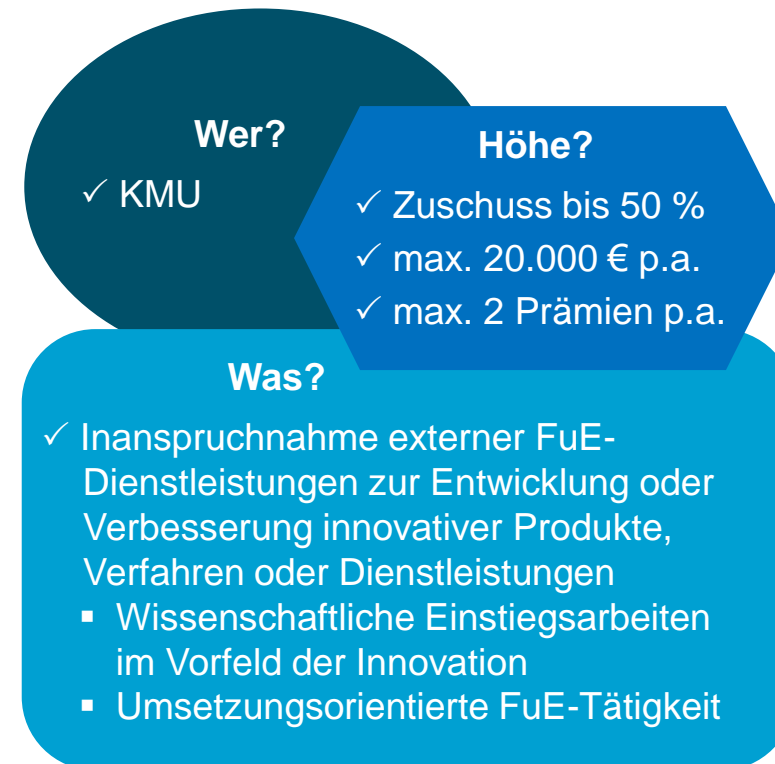 Wer?
✓ KMU
Höhe?
✓ Zuschuss bis 50 %
✓ max. 20.000 € p.a.
✓ max. 2 Prämien p.a.
Was?
✓ Inanspruchnahme externer FuE-
Dienstleistungen zur Entwicklung oder
Verbesserung innovativer Produkte,
Verfahren oder Dienstleistungen
▪ Wissenschaftliche Einstiegsarbeiten
im Vorfeld der Innovation
▪ Umsetzungsorientierte FuE-Tätigkeit